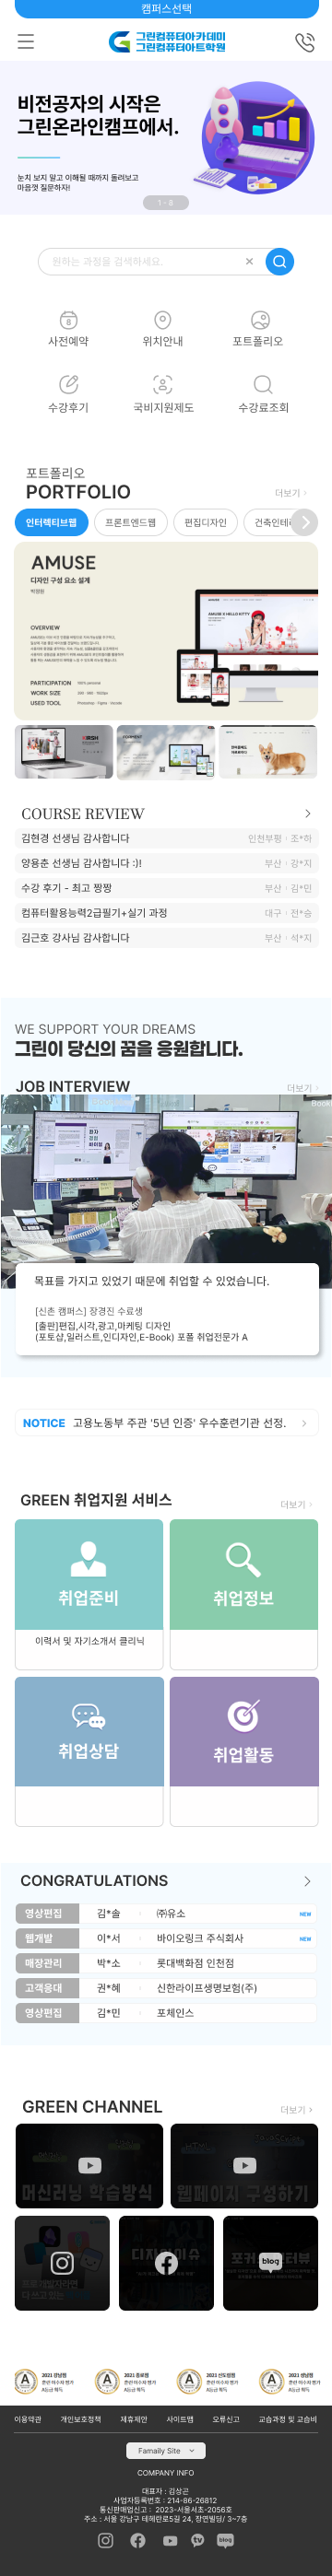 캠퍼스선택
그린컴퓨터아카데미
그린컴퓨터아트학원
비전공자의 시작은
그린온라인캠프에서.
눈치 보지 말고 이해될 때까지 돌려보고
마음껏 질문하자!
1 - 6
원하는 과정을 검색하세요.
사전예약
위치안내
포트폴리오
수강후기
국비지원제도
수강료조회
포트폴리오
PORTFOLIO
더보기
인터렉티브웹
프론트엔드웹
편집디자인
건축인테
AMUSE
디자인 구성 요소 설계
OVERVIEW
PARTICIPATION
WORK SIZE
USED TOOL
COURSE REVIEW
김현경 선생님 감사합니다
인천부평 · 조*하
양용춘 선생님 감사합니다 :)!
부산 · 강*지
수강 후기 - 최고 짱짱
부산 · 김*민
컴퓨터활용능력2급필기+실기 과정
대구 · 전*승
김근호 강사님 감사합니다
부산 · 석*지
WE SUPPORT YOUR DREAMS
그린이 당신의 꿈을 응원합니다.
JOB INTERVIEW
더보기
목표를 가지고 있었기 때문에 취업할 수 있었습니다.
[신촌 캠퍼스] 장경진 수료생
[출판]편집,시각,광고,마케팅 디자인
(포토샵,일러스트,인디자인,E-Book) 포폴 취업전문가 A
NOTICE
고용노동부 주관 '5년 인증' 우수훈련기관 선정.
GREEN 취업지원 서비스
더보기
취업준비
취업정보
이력서 및 자기소개서 클리닉
취업상담
취업활동
CONGRATULATIONS
영상편집 김*솔 ㈜유소 NEW
웹개발 이*서 바이오링크 주식회사 NEW
매장관리 박*소 롯대백화점 인천점
고객응대 권*혜 신한라이프생명보험(주)
영상편집 김*민 포체인스
GREEN CHANNEL
더보기
머신러닝 학습방식
웹페이지 구성하기
blog
이용약관
개인보호정책
제휴제안
사이트맵
오류신고
교습과정 및 교습비
Famaily Site
COMPANY INFO
대표자 : 김상곤
사업자등록번호 : 214-86-26812
통신판매업신고 : 2023-서울서초-2056호
주소 : 서울 강남구 테헤란로5길 24, 장연빌딩/ 3~7층
tv
blog